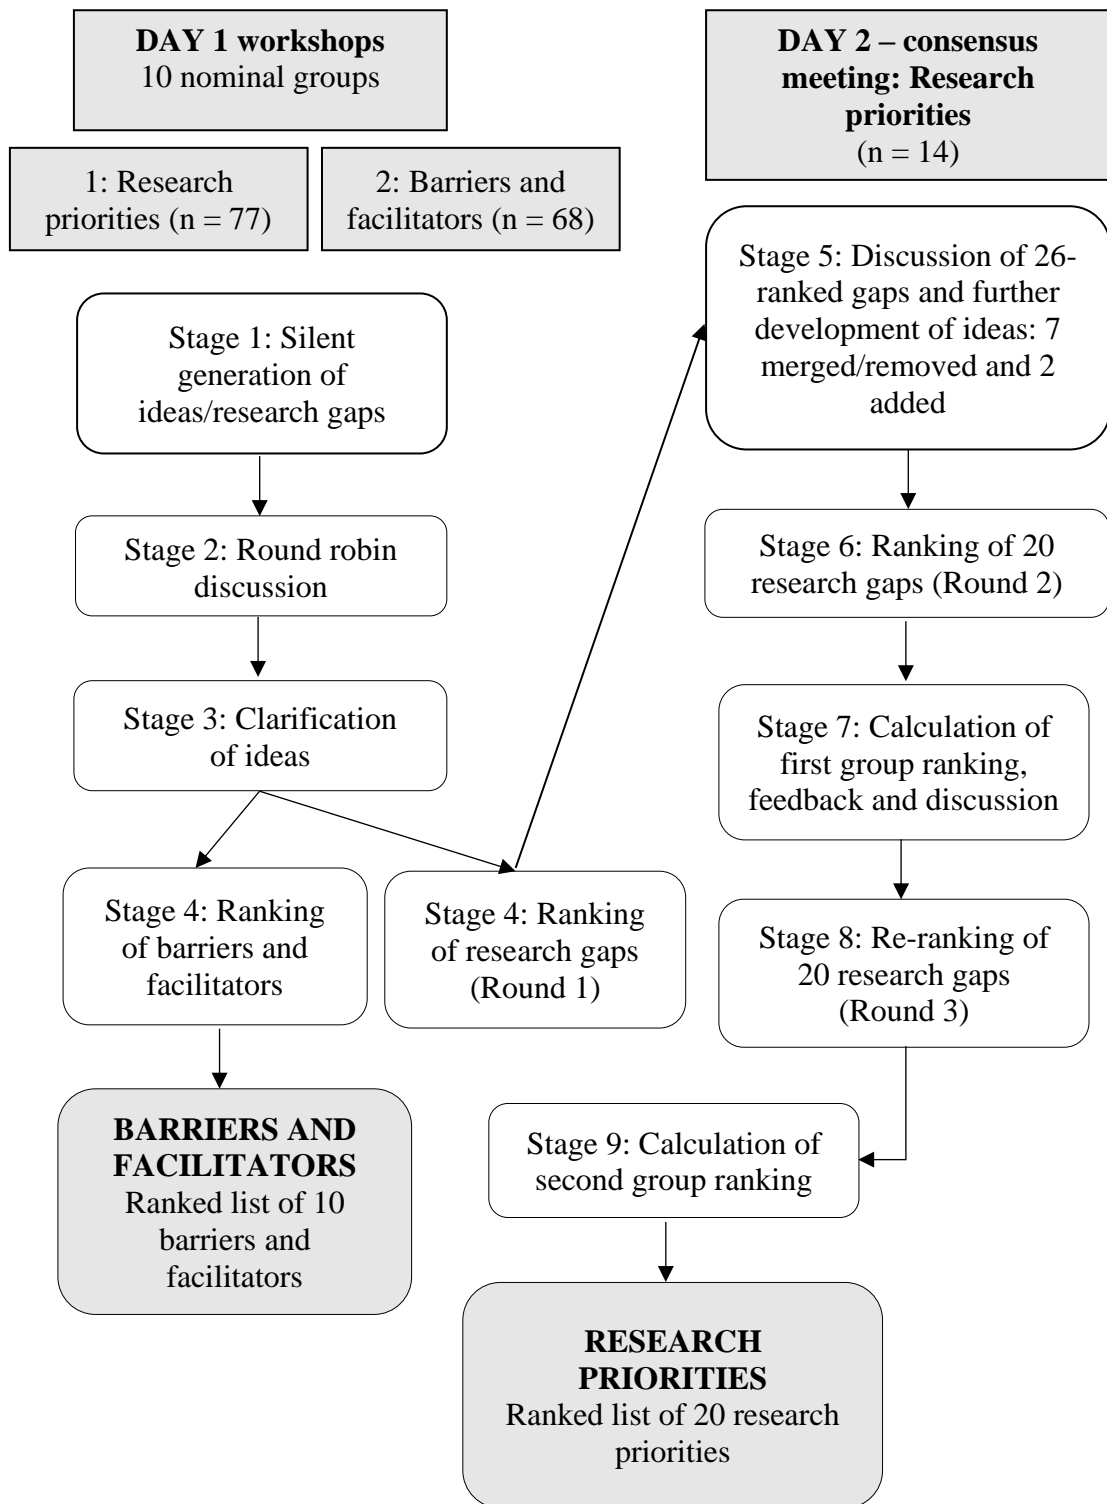 DAY 1 workshops
10 nominal groups
1: Research
priorities (n = 77)
2: Barriers and
facilitators (n = 68)
Stage 1: Silent
generation of
ideas/research gaps
Stage 2: Round robin
discussion
Stage 3: Clarification
of ideas
Stage 4: Ranking
of barriers and
facilitators
Stage 4: Ranking
of research gaps
(Round 1)
BARRIERS AND
FACILITATORS
Ranked list of 10
barriers and
facilitators
DAY 2 – consensus
meeting: Research
priorities
(n = 14)
Stage 5: Discussion of 26-
ranked gaps and further
development of ideas: 7
merged/removed and 2
added
Stage 6: Ranking of 20
research gaps (Round 2)
Stage 7: Calculation of
first group ranking,
feedback and discussion
Stage 8: Re-ranking of
20 research gaps
(Round 3)
Stage 9: Calculation of
second group ranking
RESEARCH
PRIORITIES
Ranked list of 20 research
priorities